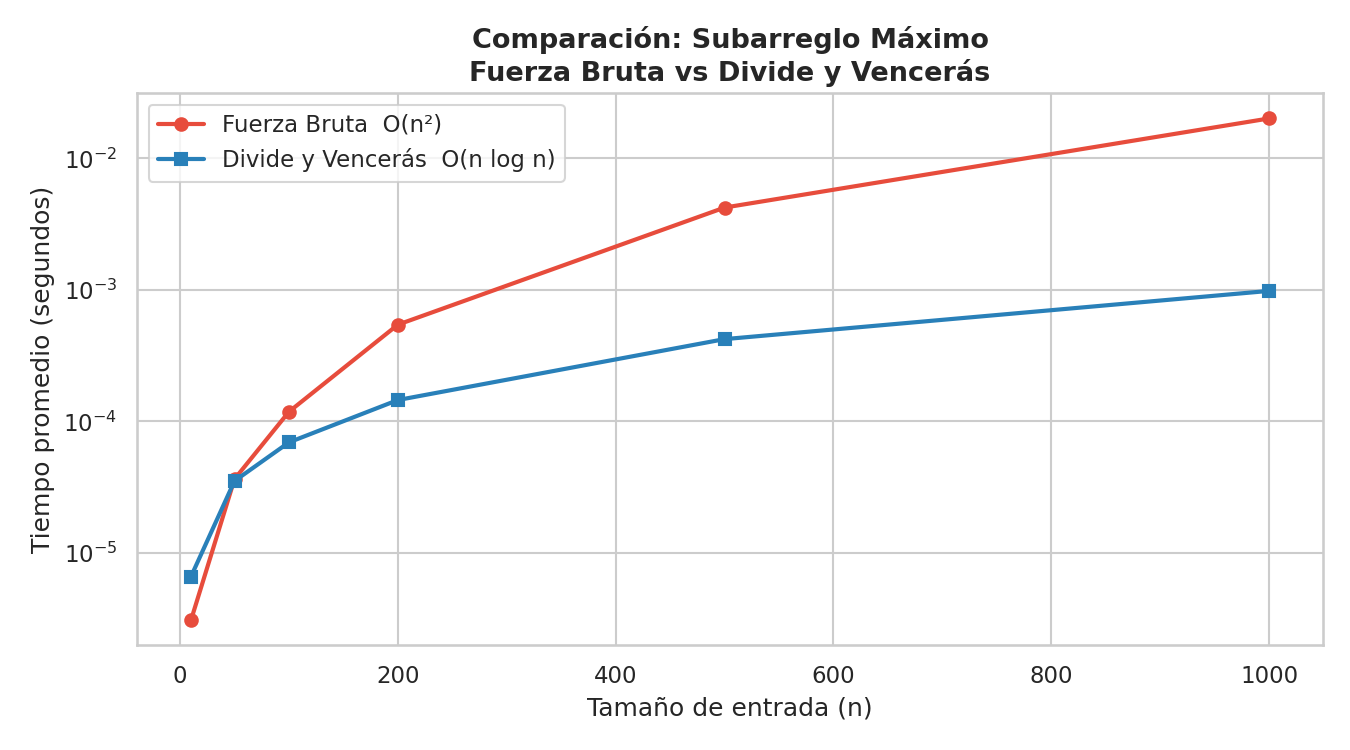 Comparación: Subarreglo Máximo
Fuerza Bruta vs Divide y Vencerás
Fuerza Bruta  O(n²)
Divide y Vencerás  O(n log n)
Tiempo promedio (segundos)
10⁻²
10⁻³
10⁻⁴
10⁻⁵
0 200 400 600 800 1000
Tamaño de entrada (n)